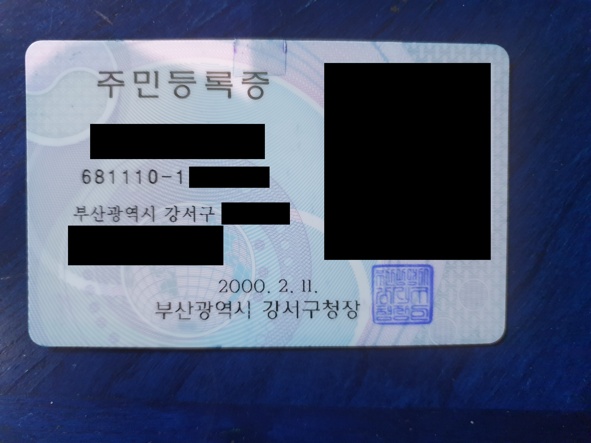 주민등록증
681110-1
부산광역시 강서구
2000. 2. 11.
부산광역시 강서구청장